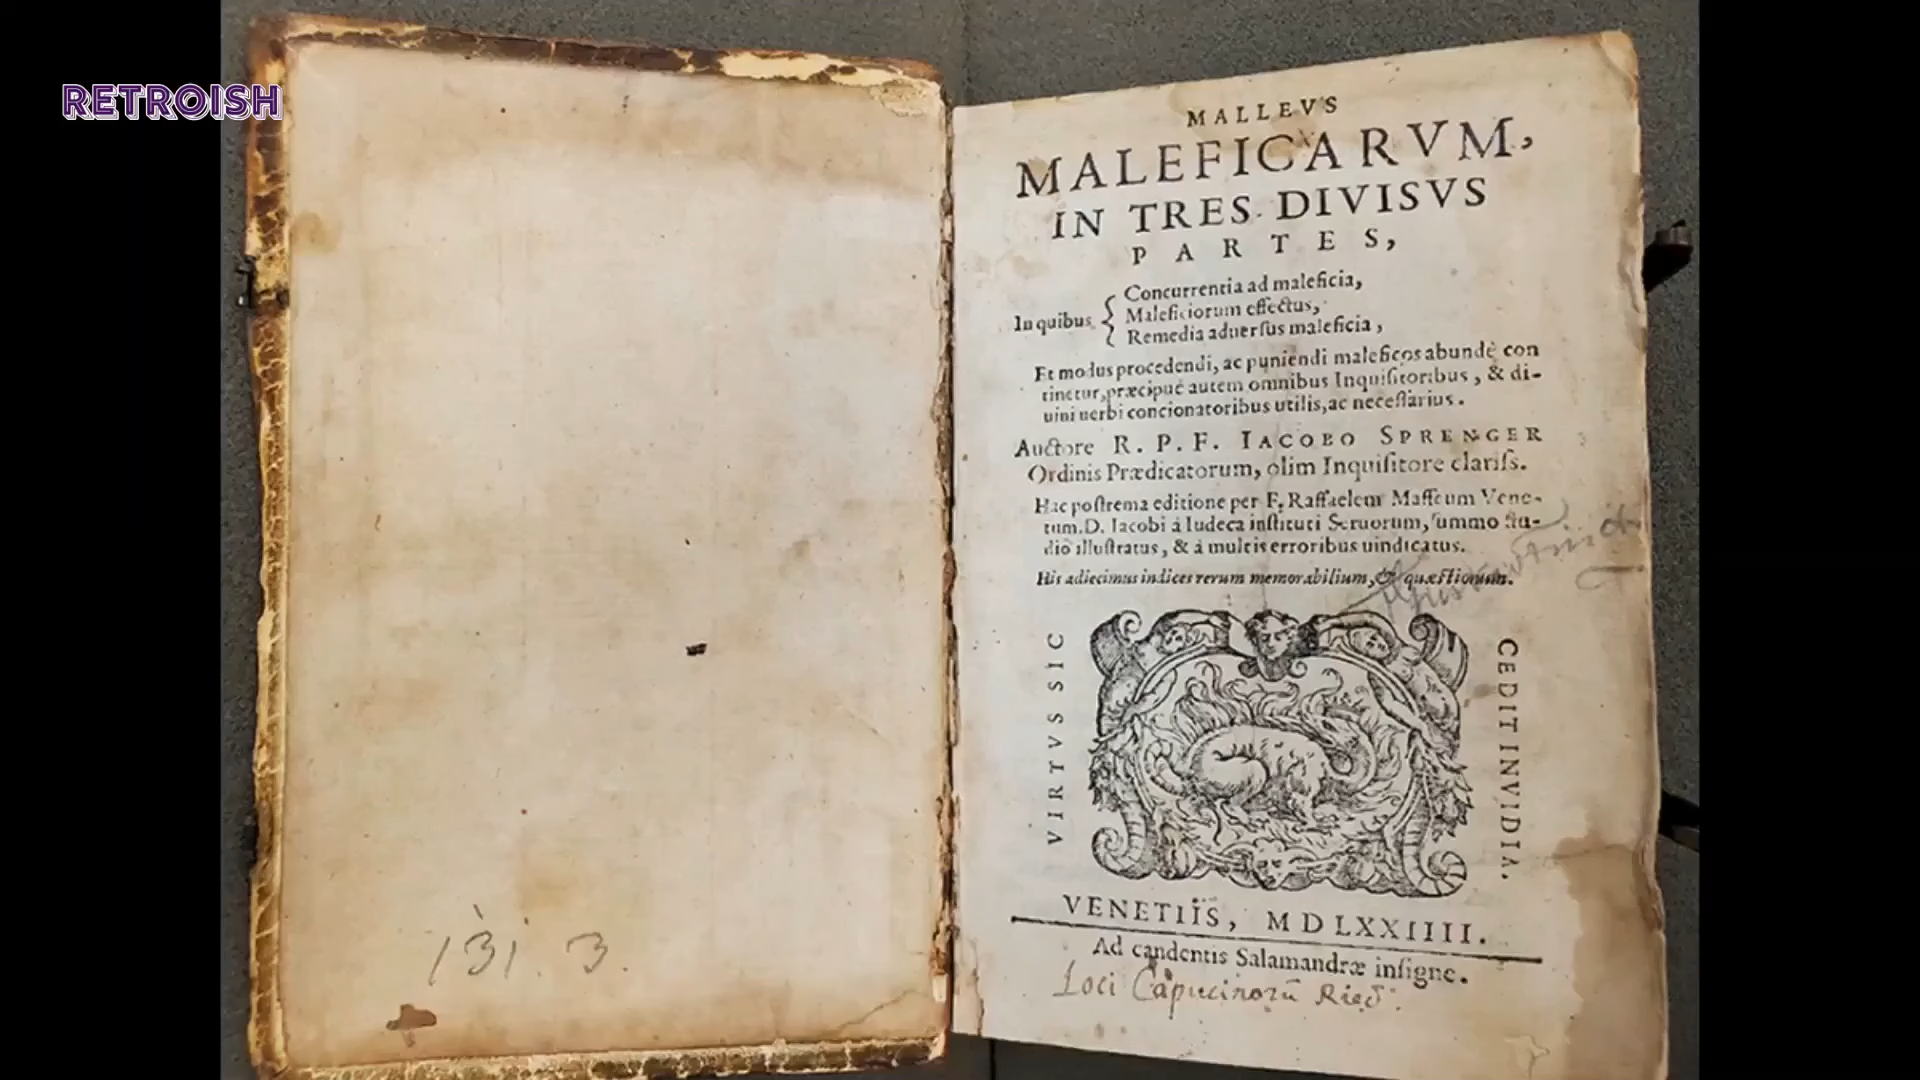 RETROISH
MALLEVS
MALEFICARVM,
IN TRES DIVISVS
PARTES,
In quibus
Concurrentia ad maleficia,
Maleficiorum effectus,
Remedia aduersus maleficia,
Et modus procedendi, ac puniendi maleficos abundè con
tinetur, præcipuè autem omnibus Inquisitoribus, & di-
uini uerbi concionatoribus utilis, ac necessarius.
Auctore R. P. F. IACOBO SPRENGER
Ordinis Prædicatorum, olim Inquisitore clariss.
Hac postrema editione per F. Raffaelem Maffeum Vene-
tum. D. Iacobi à Iudeca instituti Seruorum, summo stu-
dio illustratus, & à multis erroribus uindicatus.
His adiecimus indices rerum memorabilium, & quæstionum.
VIRTVS SIC
CEDIT INVIDIA.
VENETIIS, MDLXXIIII.
Ad candentis Salamandræ insigne.
Loci Capucinorū Ried.
131. 3.